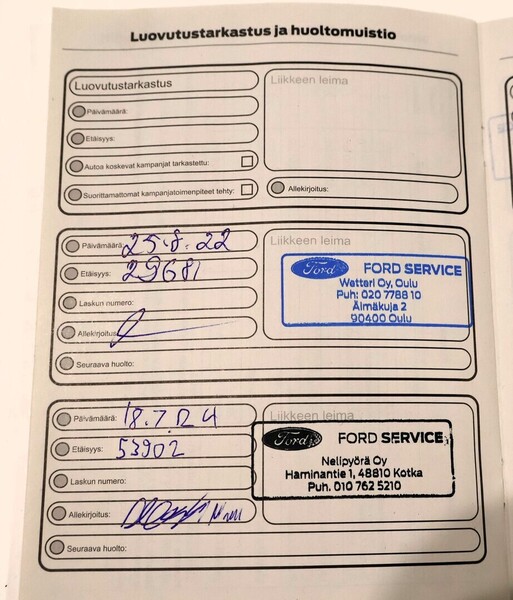 Luovutustarkastus ja huoltomuistio
Luovutustarkastus
Liikkeen leima
Päivämäärä:
Etäisyys:
Autoa koskevat kampanjat tarkastettu:
Suorittamattomat kampanjatoimenpiteet tehty:
Allekirjoitus:
Päivämäärä: 25.8.22
Liikkeen leima
Etäisyys: 29681
Ford FORD SERVICE
Wattari Oy, Oulu
Puh: 020 7788 10
Älmäkuja 2
90400 Oulu
Laskun numero:
Allekirjoitus:
Seuraava huolto:
Päivämäärä: 18.7.
Liikkeen leima
Etäisyys: 53902
Ford FORD SERVICE
Nelipyörä Oy
Haminantie 1, 48810 Kotka
Puh. 010 762 5210
Laskun numero:
Allekirjoitus:
Seuraava huolto: